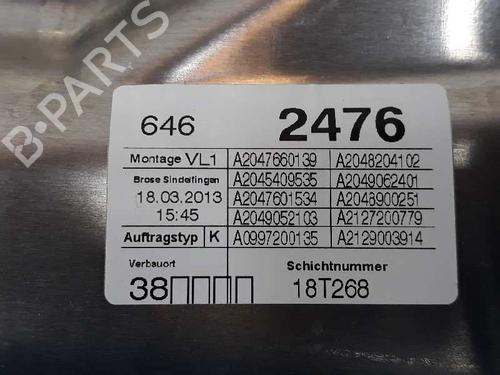 B-PARTS
646 2476
Montage VL1 A2047660139 A2048204102
Brose Sindelfingen A2045409535 A2049062401
18.03.2013 A2047601534 A2046900251
15:45 A2049052103 A2127200779
Auftragstyp K A0997200135 A2129003914
Verbauort Schichtnummer
38 18T268